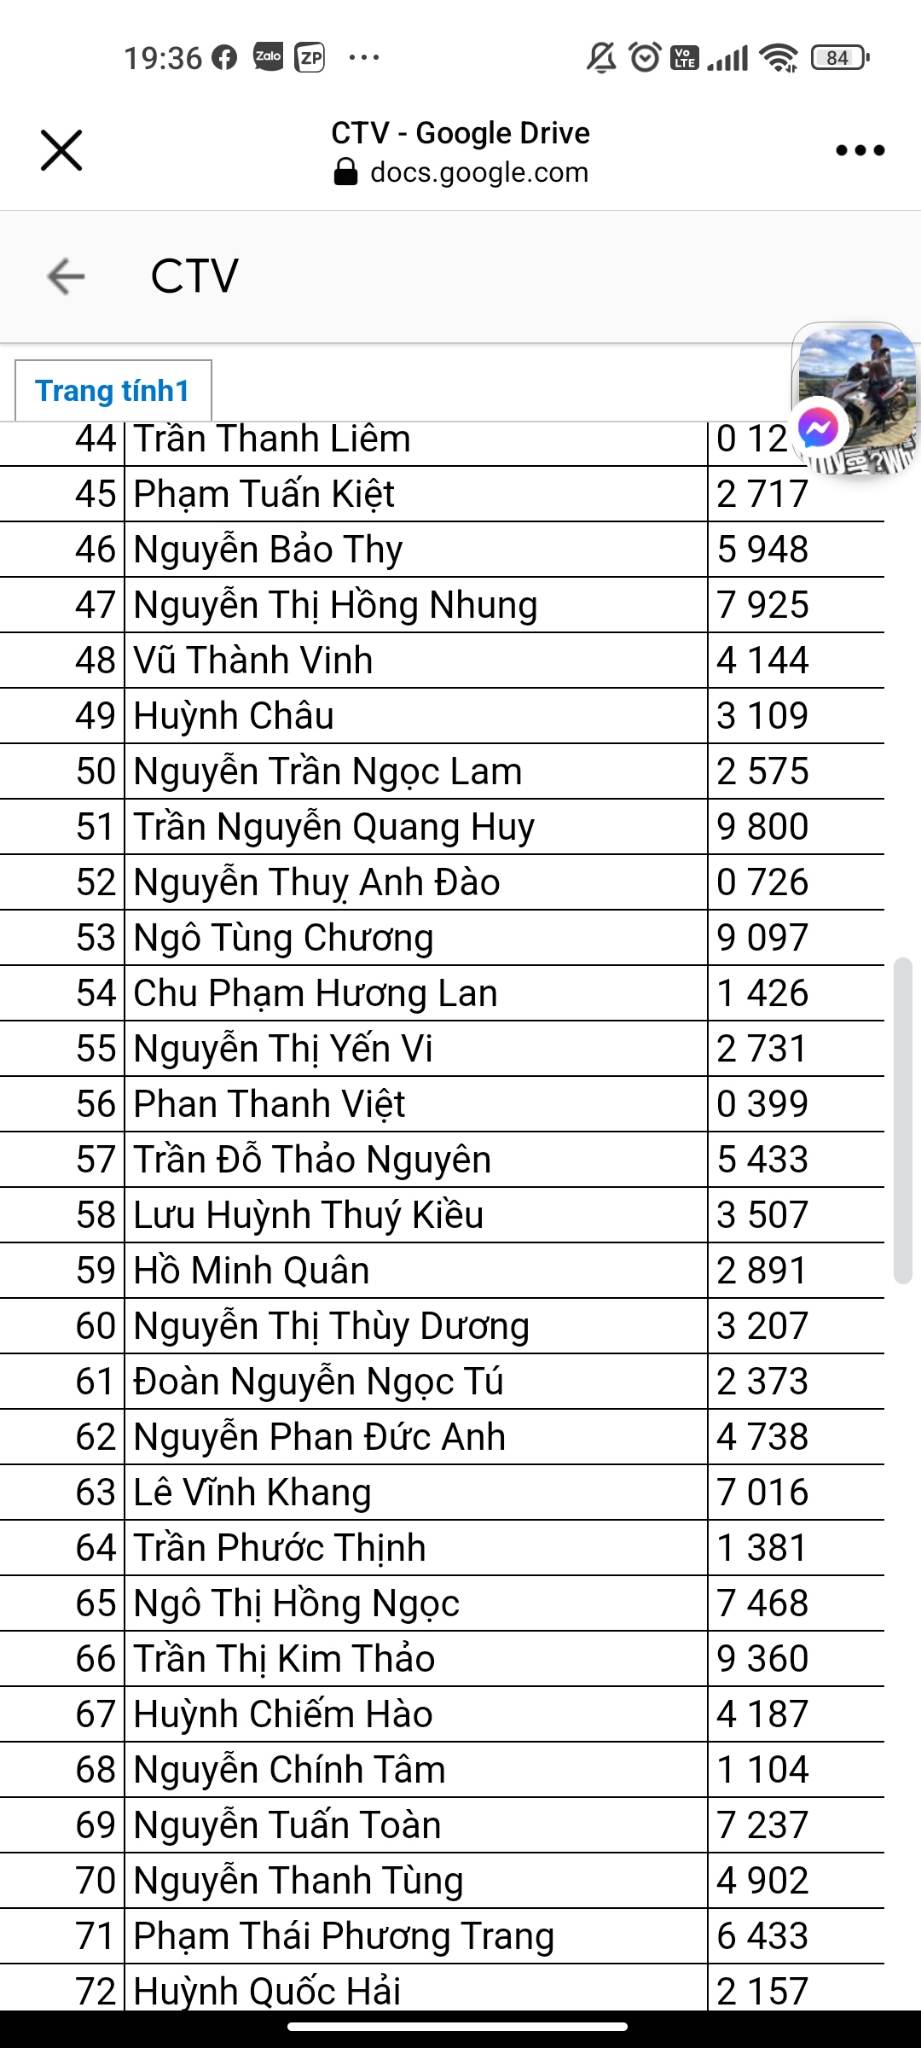 19:36 Zalo ZP ... Vo LTE 84
CTV - Google Drive
docs.google.com
CTV
Trang tính1
44 Trần Thanh Liêm 0 12
45 Phạm Tuấn Kiệt 2 717
46 Nguyễn Bảo Thy 5 948
47 Nguyễn Thị Hồng Nhung 7 925
48 Vũ Thành Vinh 4 144
49 Huỳnh Châu 3 109
50 Nguyễn Trần Ngọc Lam 2 575
51 Trần Nguyễn Quang Huy 9 800
52 Nguyễn Thuỵ Anh Đào 0 726
53 Ngô Tùng Chương 9 097
54 Chu Phạm Hương Lan 1 426
55 Nguyễn Thị Yến Vi 2 731
56 Phan Thanh Việt 0 399
57 Trần Đỗ Thảo Nguyên 5 433
58 Lưu Huỳnh Thuý Kiều 3 507
59 Hồ Minh Quân 2 891
60 Nguyễn Thị Thùy Dương 3 207
61 Đoàn Nguyễn Ngọc Tú 2 373
62 Nguyễn Phan Đức Anh 4 738
63 Lê Vĩnh Khang 7 016
64 Trần Phước Thịnh 1 381
65 Ngô Thị Hồng Ngọc 7 468
66 Trần Thị Kim Thảo 9 360
67 Huỳnh Chiếm Hào 4 187
68 Nguyễn Chính Tâm 1 104
69 Nguyễn Tuấn Toàn 7 237
70 Nguyễn Thanh Tùng 4 902
71 Phạm Thái Phương Trang 6 433
72 Huỳnh Quốc Hải 2 157